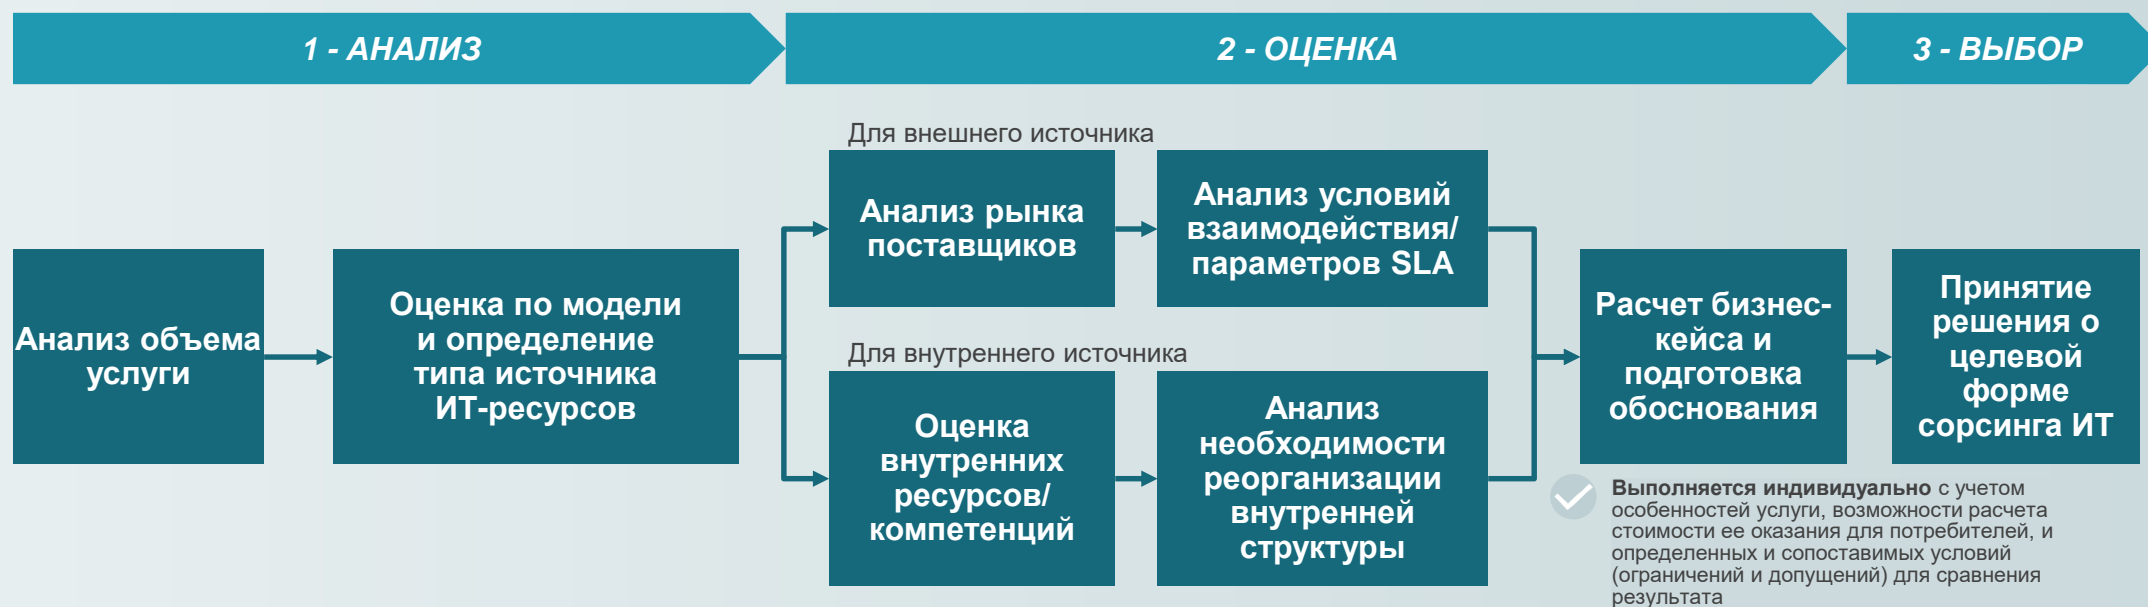 1 - АНАЛИЗ
2 - ОЦЕНКА
3 - ВЫБОР
Анализ объема
услуги
Оценка по модели
и определение
типа источника
ИТ-ресурсов
Для внешнего источника
Анализ рынка
поставщиков
Анализ условий
взаимодействия/
параметров SLA
Для внутреннего источника
Оценка
внутренних
ресурсов/
компетенций
Анализ
необходимости
реорганизации
внутренней
структуры
Расчет бизнес-
кейса и
подготовка
обоснования
Принятие
решения о
целевой
форме
сорсинга ИТ
Выполняется индивидуально с учетом
особенностей услуги, возможности расчета
стоимости ее оказания для потребителей, и
определенных и сопоставимых условий
(ограничений и допущений) для сравнения
результата